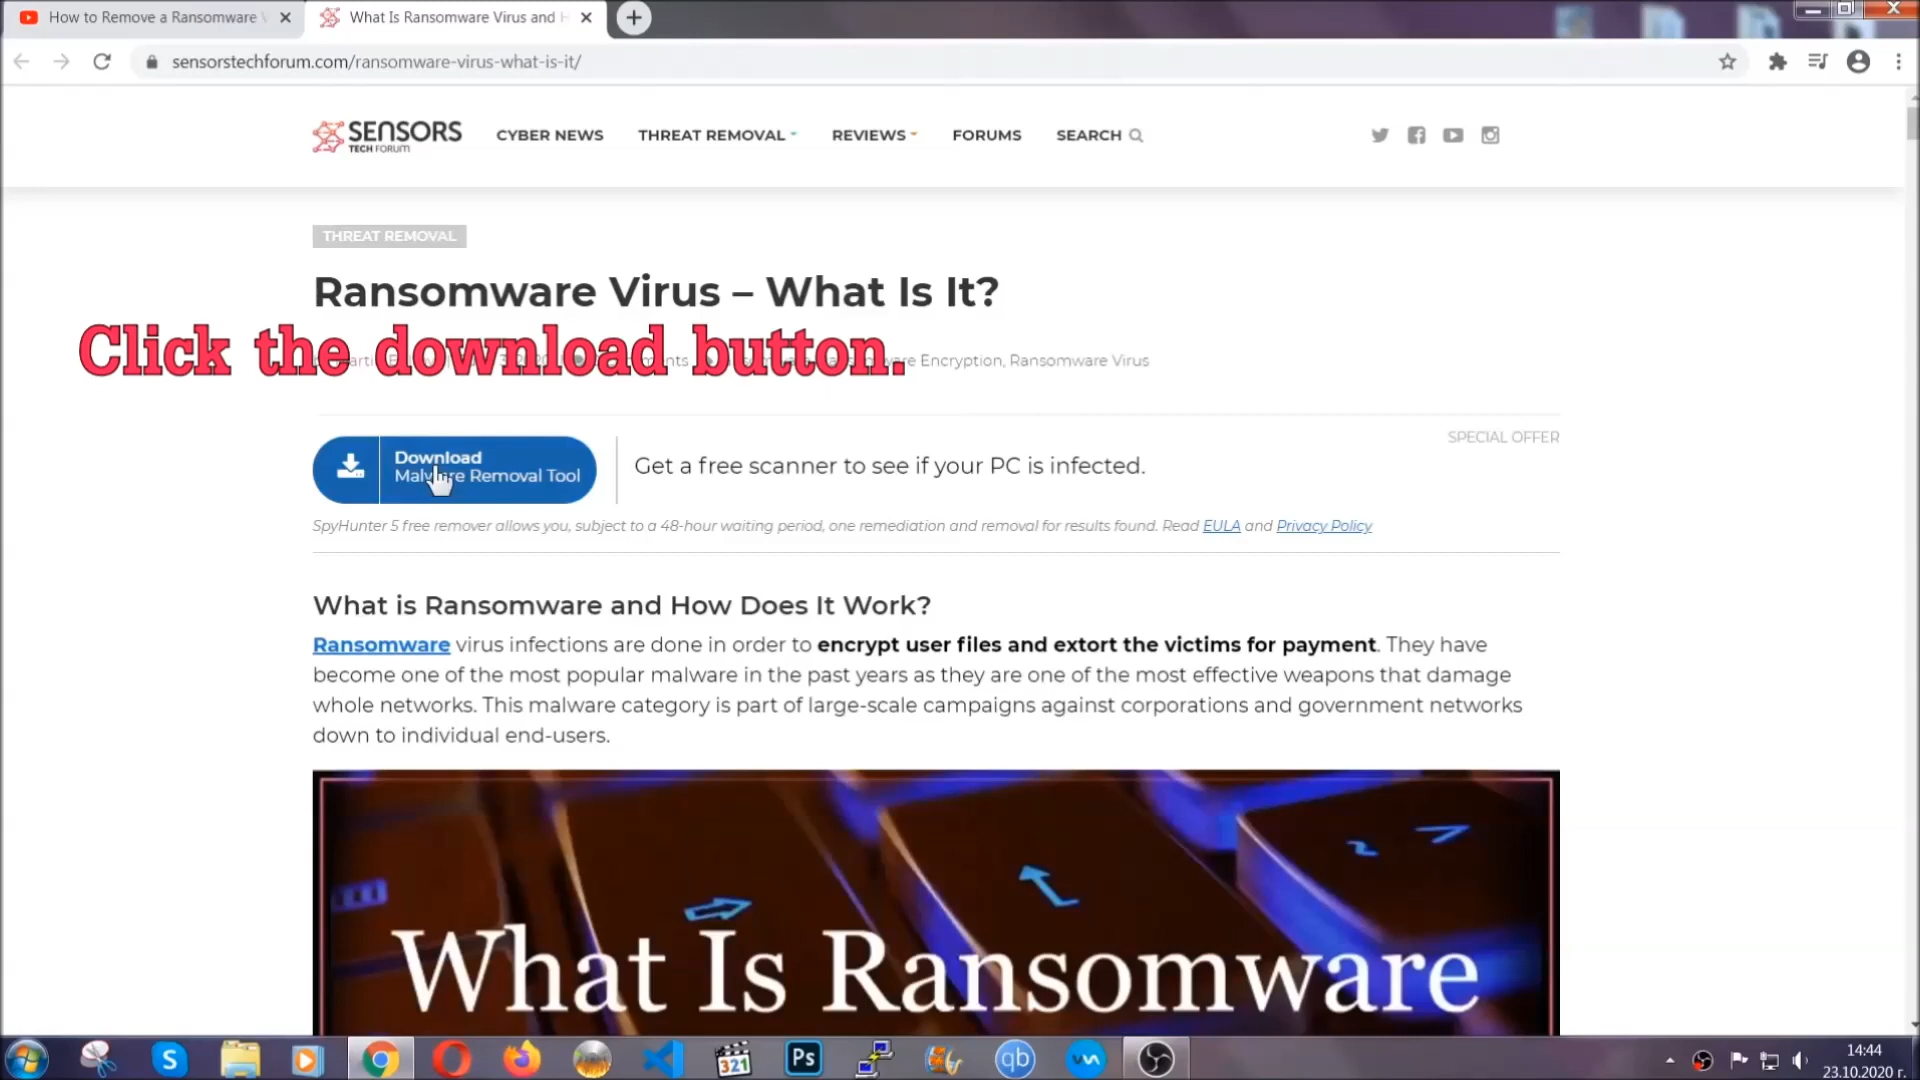 How to Remove a Ransomware V
What Is Ransomware Virus and H
sensorstechforum.com/ransomware-virus-what-is-it/
SENSORS
TECH FORUM
CYBER NEWS
THREAT REMOVAL
REVIEWS
FORUMS
SEARCH
THREAT REMOVAL
Ransomware Virus – What Is It?
Click the download button.
Encryption, Ransomware Virus
SPECIAL OFFER
Download
Malware Removal Tool
Get a free scanner to see if your PC is infected.
SpyHunter 5 free remover allows you, subject to a 48-hour waiting period, one remediation and removal for results found. Read EULA and Privacy Policy
What is Ransomware and How Does It Work?
Ransomware virus infections are done in order to encrypt user files and extort the victims for payment. They have
become one of the most popular malware in the past years as they are one of the most effective weapons that damage
whole networks. This malware category is part of large-scale campaigns against corporations and government networks
down to individual end-users.
What Is Ransomware
S
321
Ps
qb
14:44
23.10.2020 г.